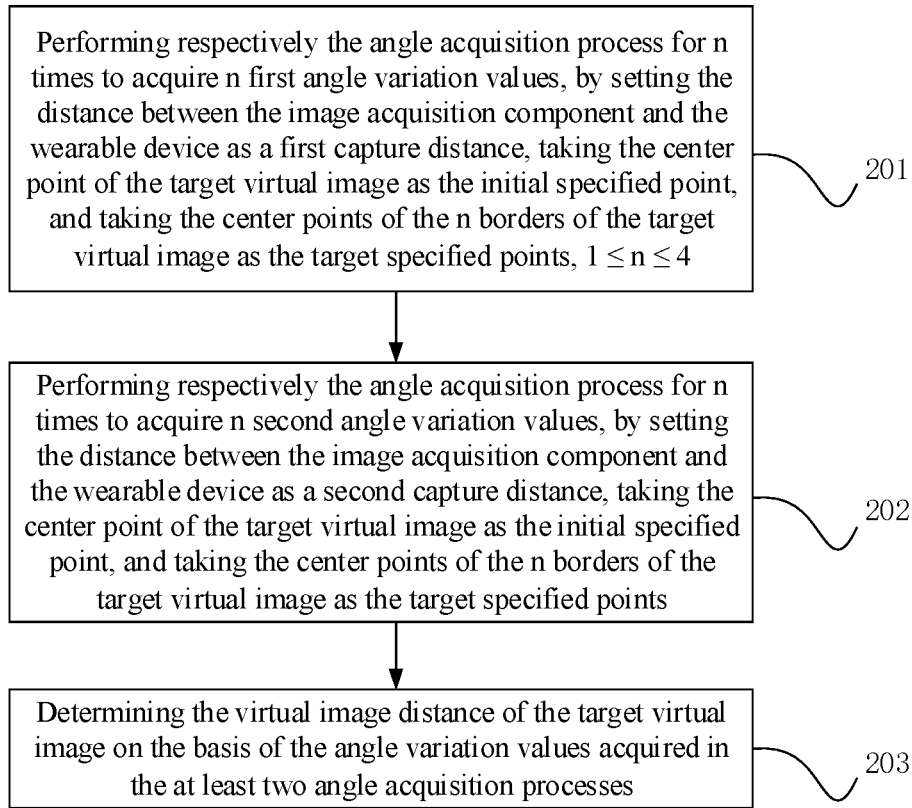 Performing respectively the angle acquisition process for n
times to acquire n first angle variation values, by setting the
distance between the image acquisition component and
the wearable device as a first capture distance, taking the center
point of the target virtual image as the initial specified point,
and taking the center points of the n borders of the target
virtual image as the target specified points, 1 ≤ n ≤ 4
201
Performing respectively the angle acquisition process for n
times to acquire n second angle variation values, by setting
the distance between the image acquisition component and
the wearable device as a second capture distance, taking the
center point of the target virtual image as the initial specified
point, and taking the center points of the n borders of the
target virtual image as the target specified points
202
Determining the virtual image distance of the target virtual
image on the basis of the angle variation values acquired in
the at least two angle acquisition processes
203